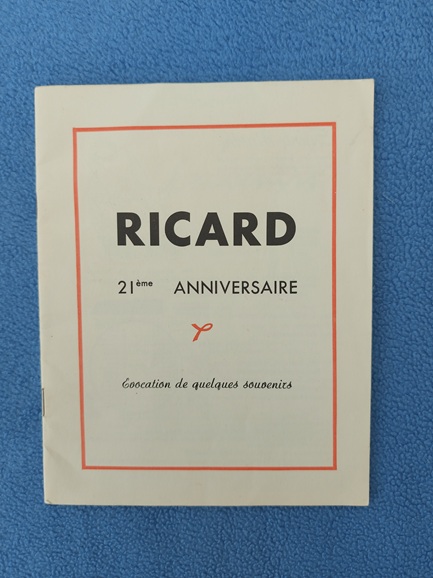 RICARD
21ème ANNIVERSAIRE
Evocation de quelques souvenirs